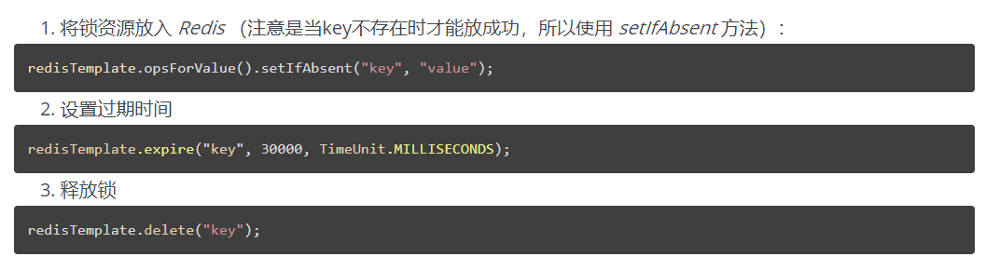 1. 将锁资源放入 Redis （注意是当key不存在时才能放成功，所以使用 setIfAbsent 方法）：
redisTemplate.opsForValue().setIfAbsent("key", "value");
2. 设置过期时间
redisTemplate.expire("key", 30000, TimeUnit.MILLISECONDS);
3. 释放锁
redisTemplate.delete("key");